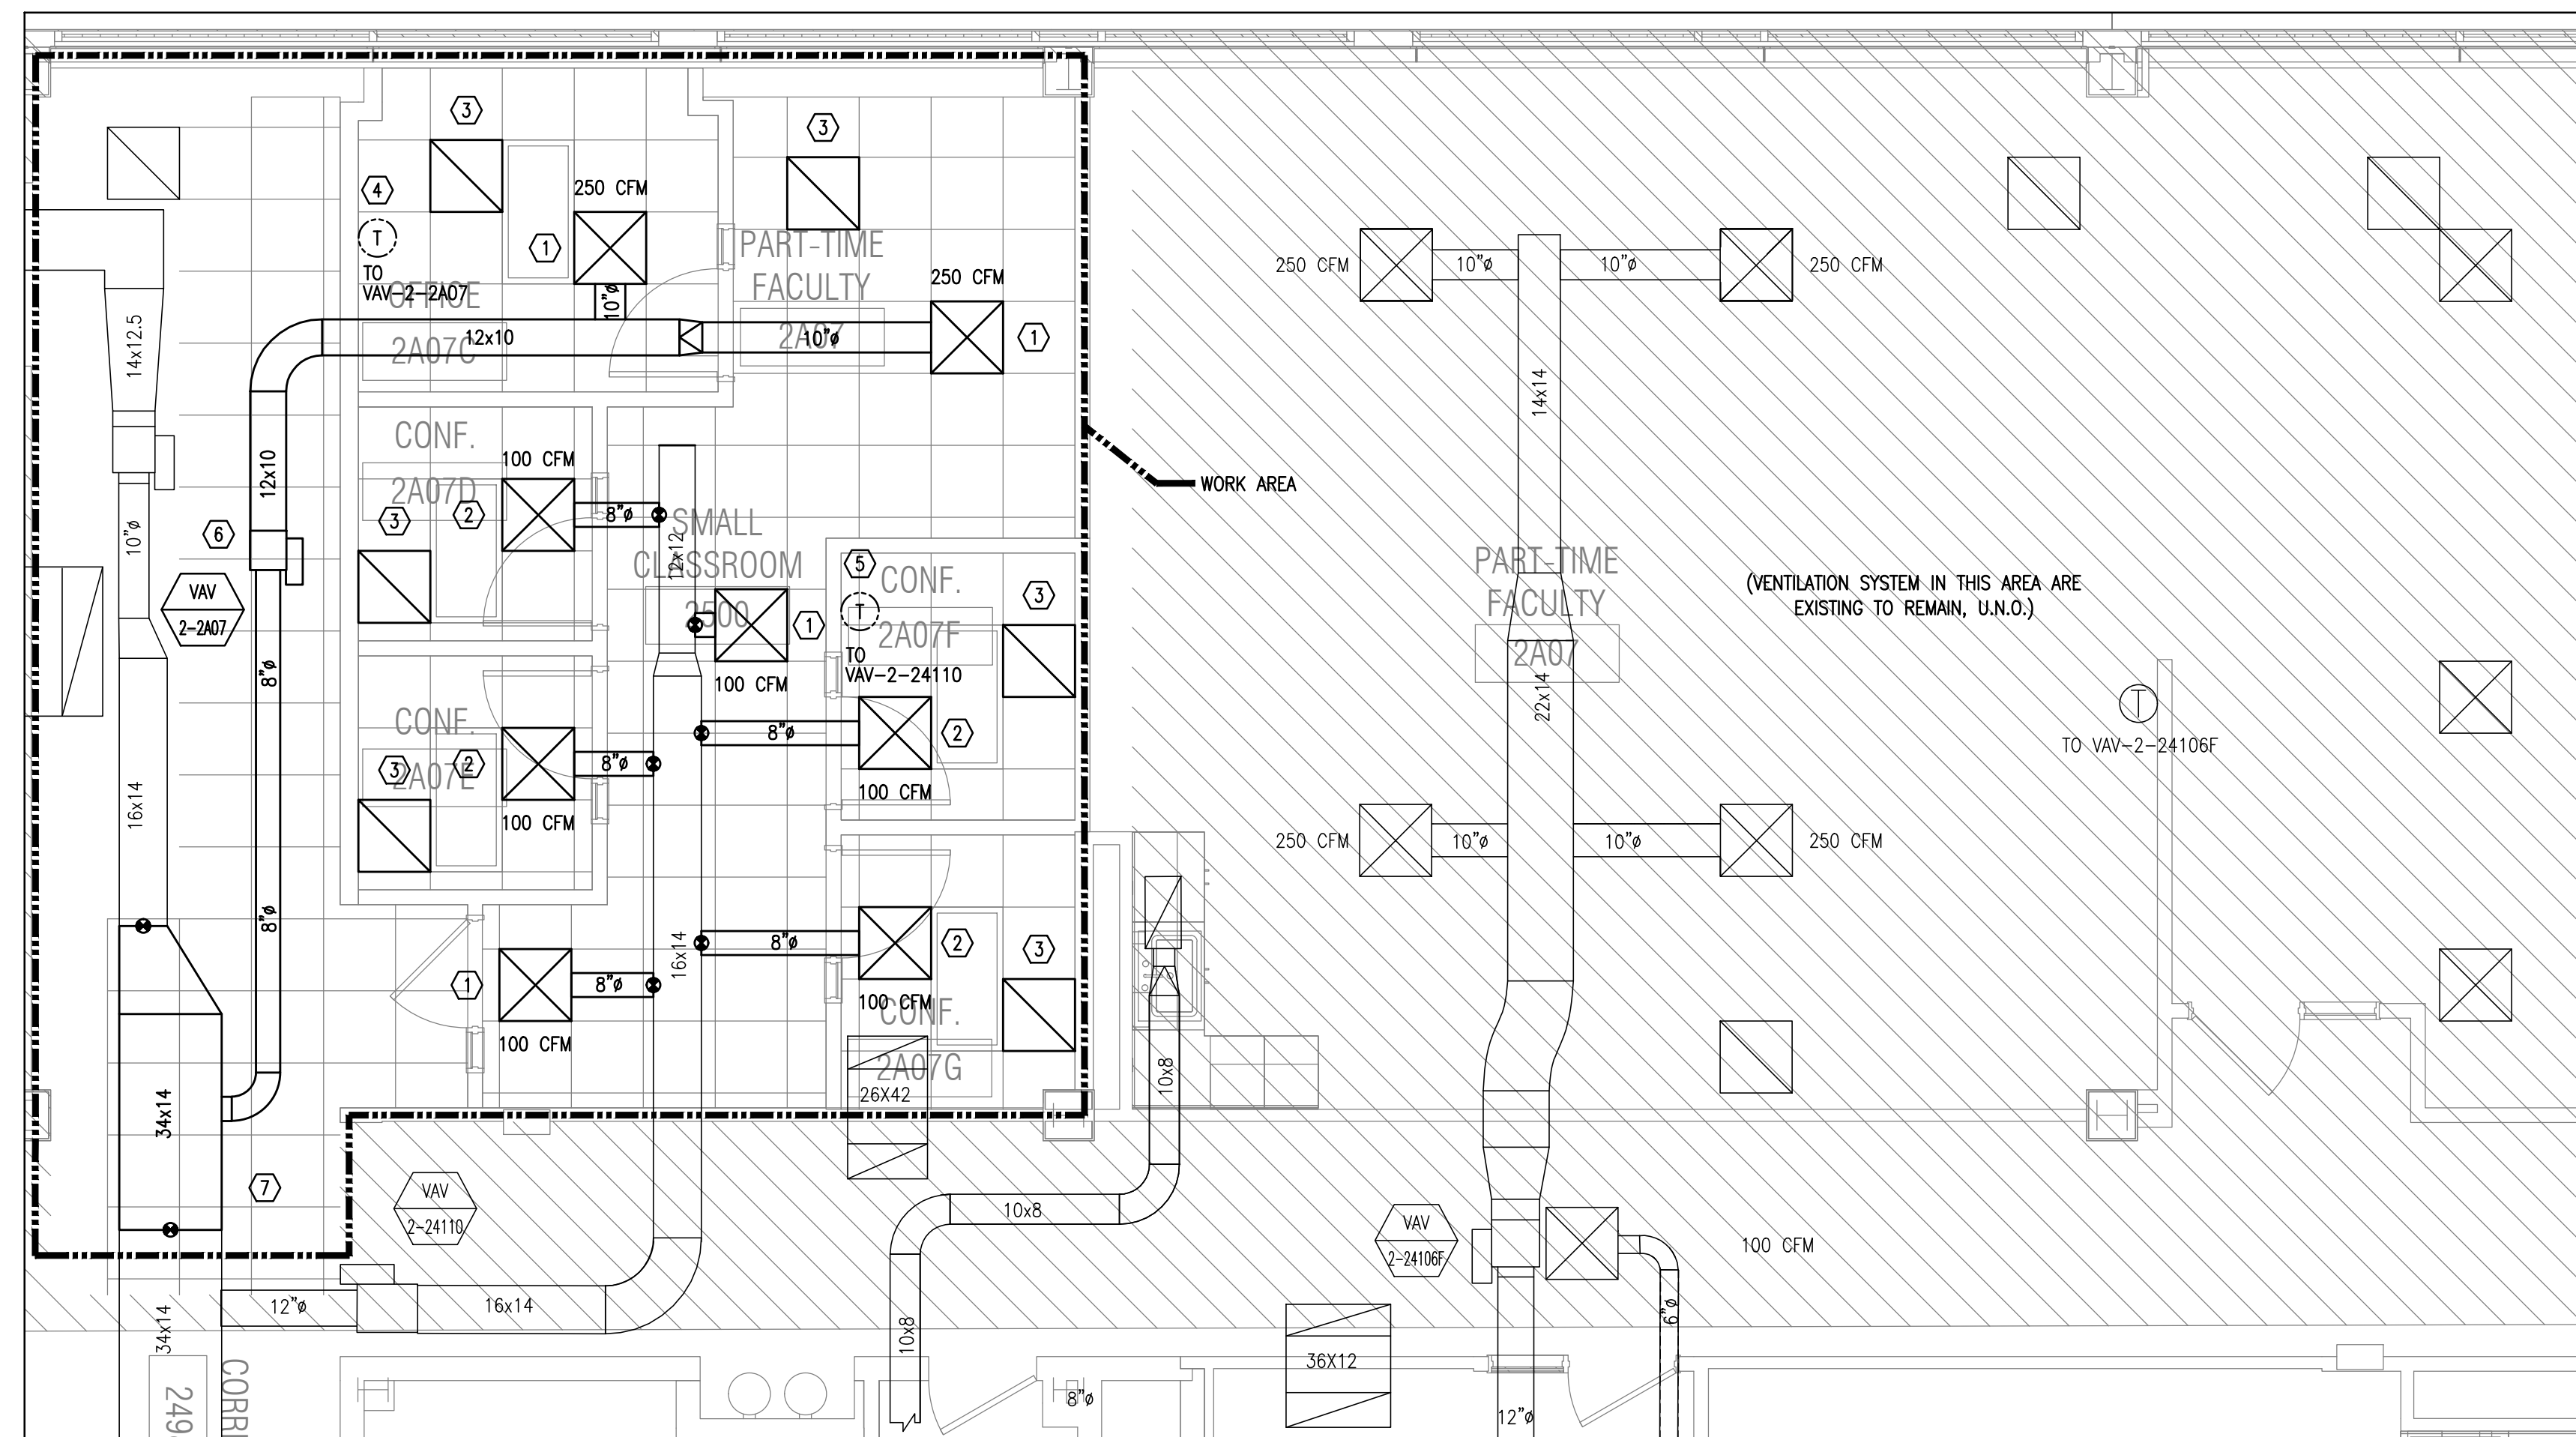 3
3
4
250 CFM
T
1
TO
VAV-2-2A07
OFFICE
2A07C
10"ø
PART-TIME
FACULTY
2A07
250 CFM
12x10
10"ø
1
14x12.5
250 CFM
10"ø
10"ø
250 CFM
14x14
CONF.
2A07D
100 CFM
3
2
8"ø
12x10
10"ø
6
VAV
2-2A07
SMALL
CLASSROOM
2500
12x12
1
100 CFM
5
CONF.
T
2A07F
3
TO
VAV-2-24110
WORK AREA
PART-TIME
FACULTY
2A07
22x14
(VENTILATION SYSTEM IN THIS AREA ARE
EXISTING TO REMAIN, U.N.O.)
T
TO VAV-2-24106F
8"ø
CONF.
2A07E
3
2
8"ø
100 CFM
8"ø
2
100 CFM
16x14
250 CFM
10"ø
10"ø
250 CFM
8"ø
1
8"ø
100 CFM
16x14
8"ø
2
3
100 CFM
CONF.
2A07G
26X42
10x8
34x14
7
VAV
2-24110
10x8
VAV
2-24106F
100 CFM
12"ø
16x14
34x14
10x8
6"ø
36X12
8"ø
12"ø
CORRI
249